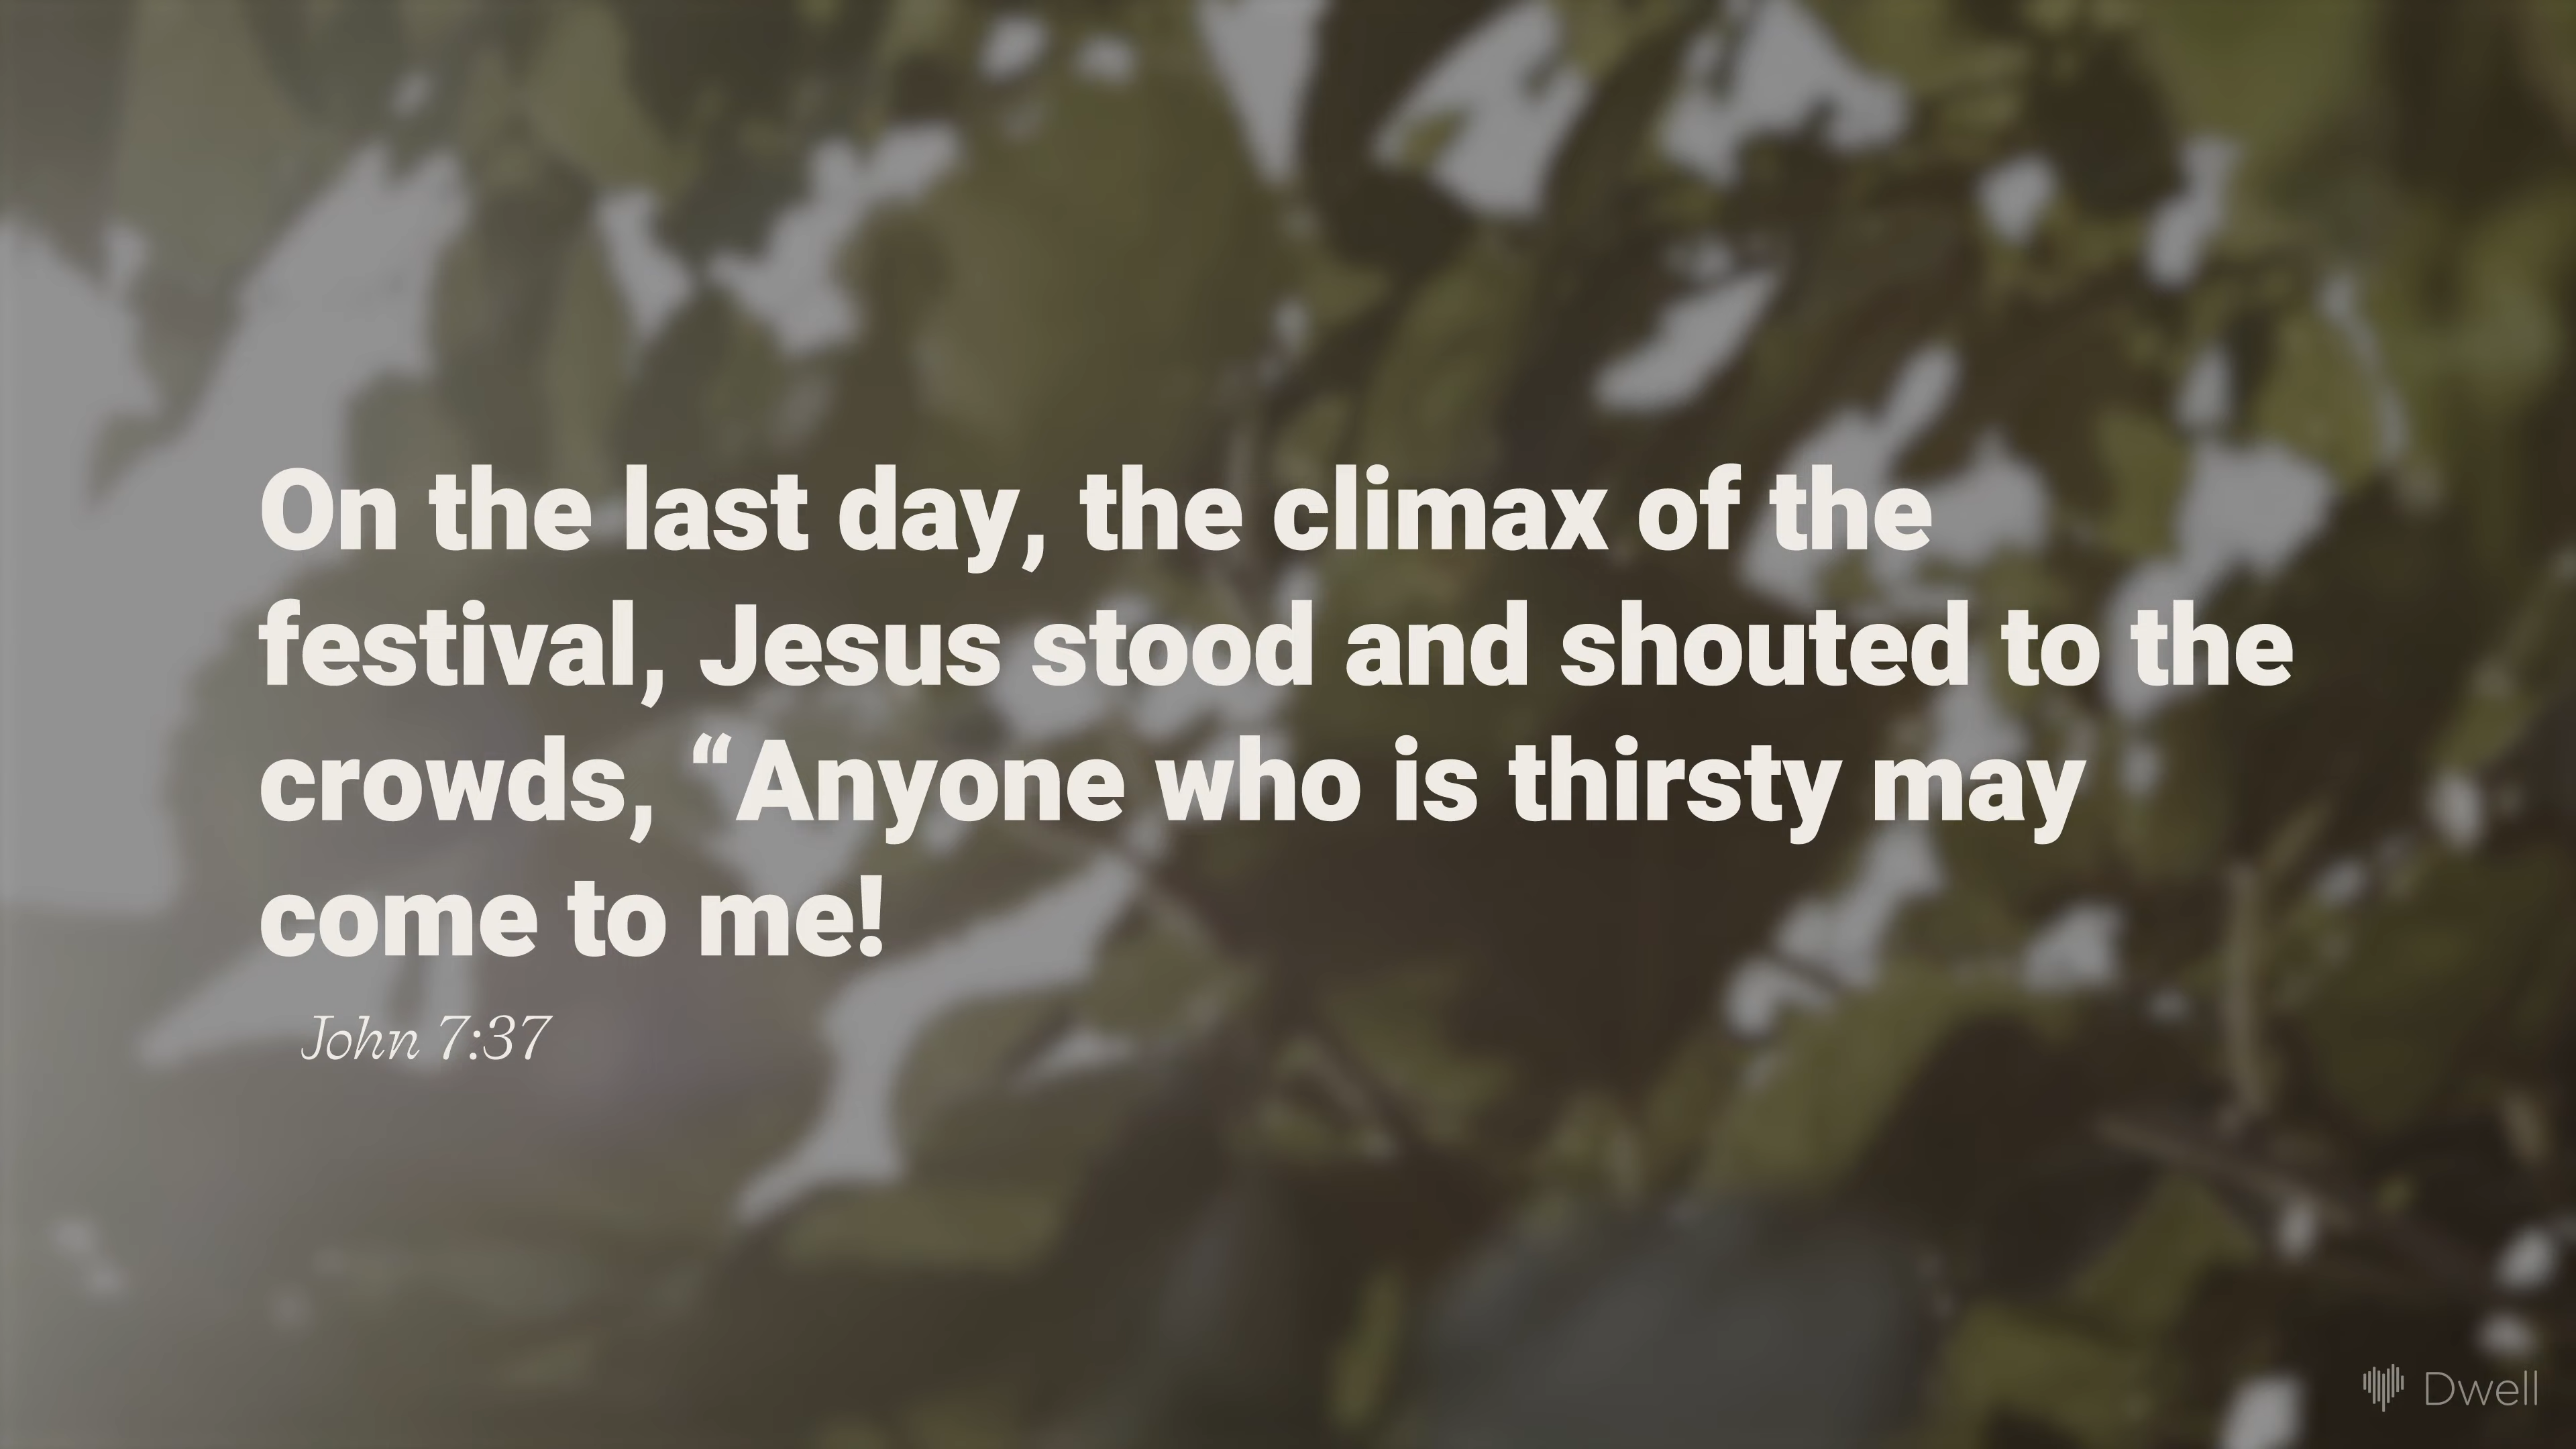 On the last day, the climax of the
festival, Jesus stood and shouted to the
crowds, “Anyone who is thirsty may
come to me!
John 7:37
Dwell